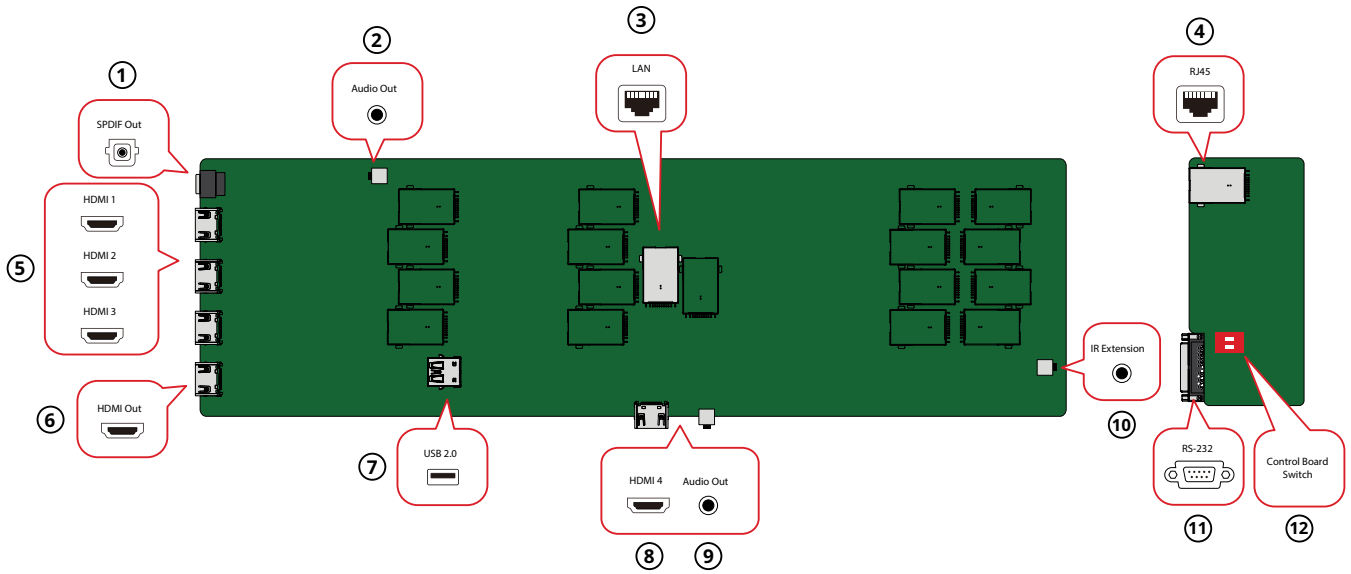 1
SPDIF Out
2
Audio Out
3
LAN
4
RJ45
5
HDMI 1
HDMI 2
HDMI 3
6
HDMI Out
7
USB 2.0
HDMI 4
Audio Out
8
9
IR Extension
10
RS-232
11
Control Board
Switch
12